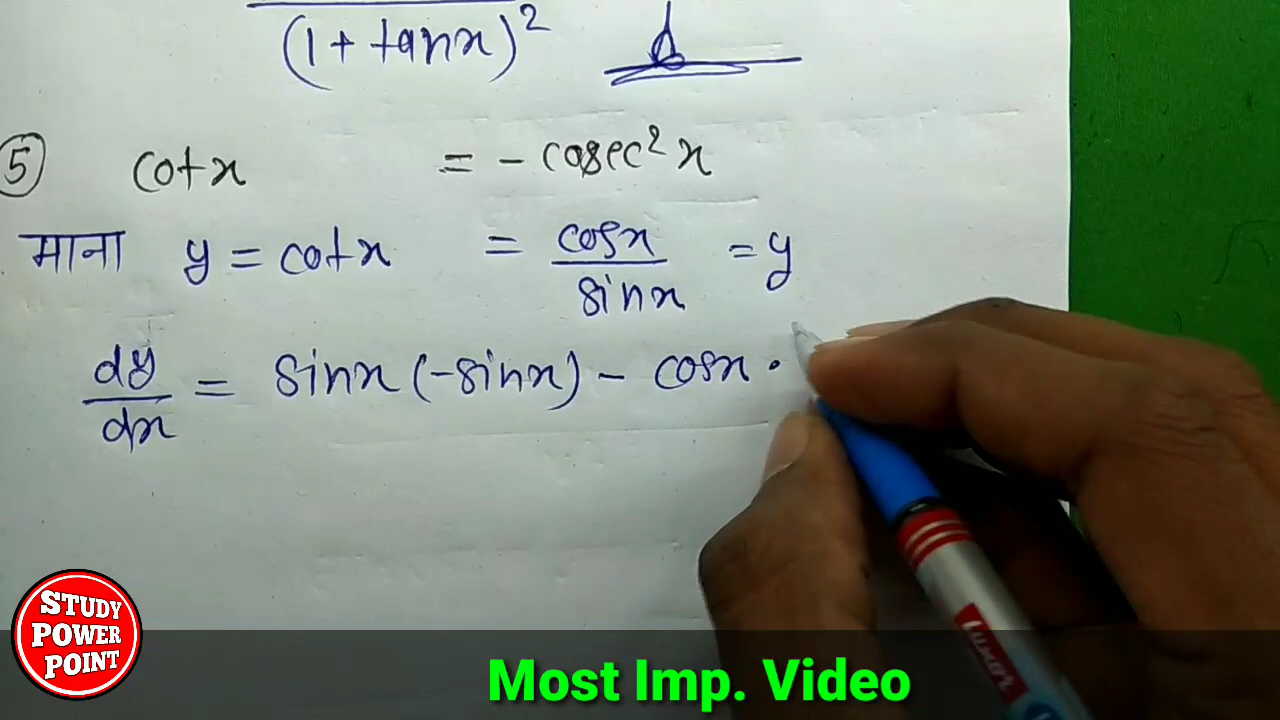 (1 + tanx)²
⑤ cotx = - cosec²x
माना y = cotx = cosx / sinx = y
dy/dx = sinx (-sinx) - cosx ·
Luxor
STUDY
POWER
POINT
Most Imp. Video